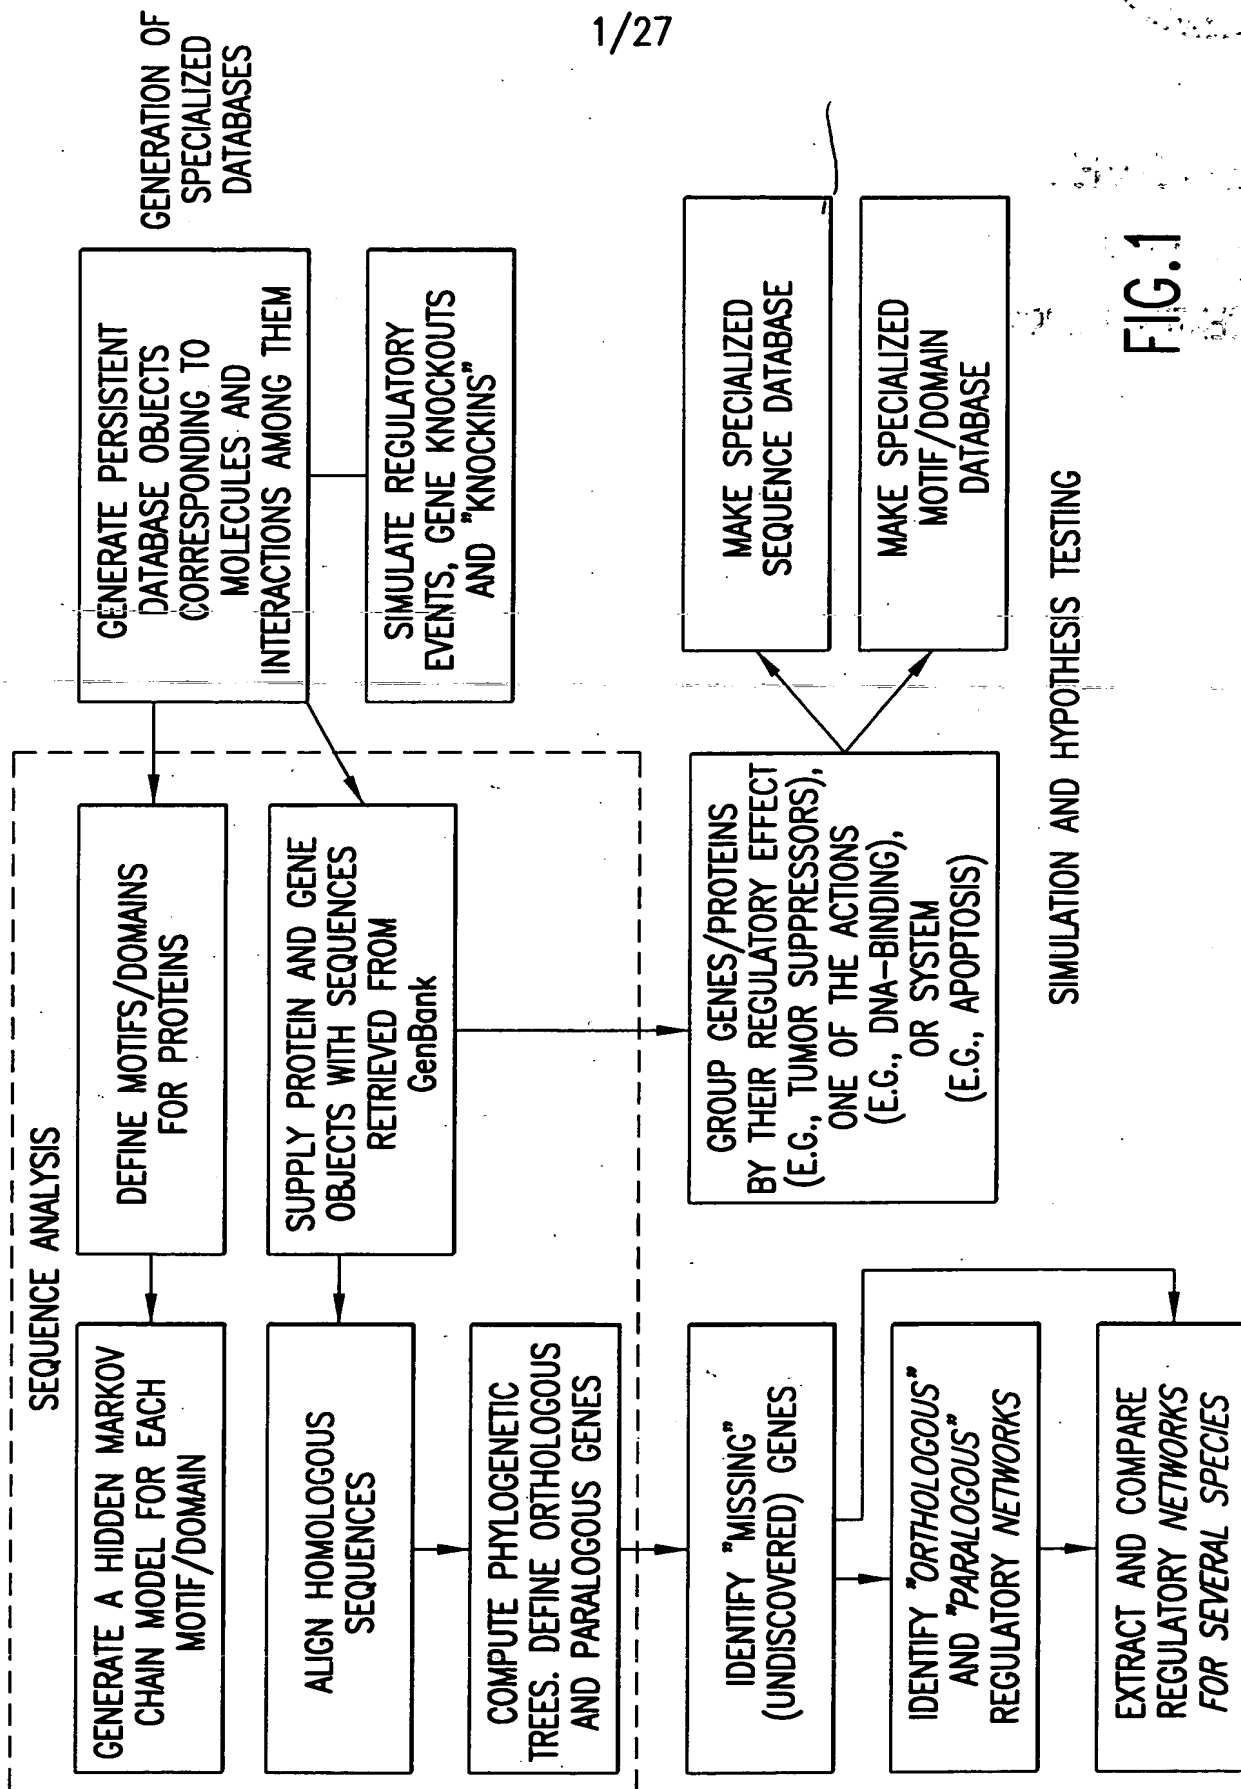 1/27
SEQUENCE ANALYSIS
GENERATE A HIDDEN MARKOV
CHAIN MODEL FOR EACH
MOTIF/DOMAIN
DEFINE MOTIFS/DOMAINS
FOR PROTEINS
GENERATE PERSISTENT
DATABASE OBJECTS
CORRESPONDING TO
MOLECULES AND
INTERACTIONS AMONG THEM
GENERATION OF
SPECIALIZED
DATABASES
ALIGN HOMOLOGOUS
SEQUENCES
SUPPLY PROTEIN AND GENE
OBJECTS WITH SEQUENCES
RETRIEVED FROM
GenBank
SIMULATE REGULATORY
EVENTS, GENE KNOCKOUTS
AND "KNOCKINS"
COMPUTE PHYLOGENETIC
TREES. DEFINE ORTHOLOGOUS
AND PARALOGOUS GENES
IDENTIFY "MISSING"
(UNDISCOVERED) GENES
GROUP GENES/PROTEINS
BY THEIR REGULATORY EFFECT
(E.G., TUMOR SUPPRESSORS),
ONE OF THE ACTIONS
(E.G., DNA-BINDING),
OR SYSTEM
(E.G., APOPTOSIS)
MAKE SPECIALIZED
SEQUENCE DATABASE
MAKE SPECIALIZED
MOTIF/DOMAIN
DATABASE
IDENTIFY "ORTHOLOGOUS"
AND "PARALOGOUS"
REGULATORY NETWORKS
EXTRACT AND COMPARE
REGULATORY NETWORKS
FOR SEVERAL SPECIES
SIMULATION AND HYPOTHESIS TESTING
FIG.1